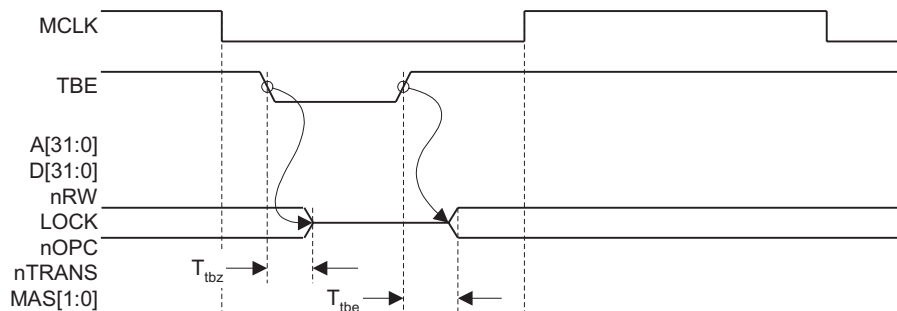 MCLK
TBE
A[31:0]
D[31:0]
nRW
LOCK
nOPC
nTRANS
MAS[1:0]
Ttbz
Ttbe